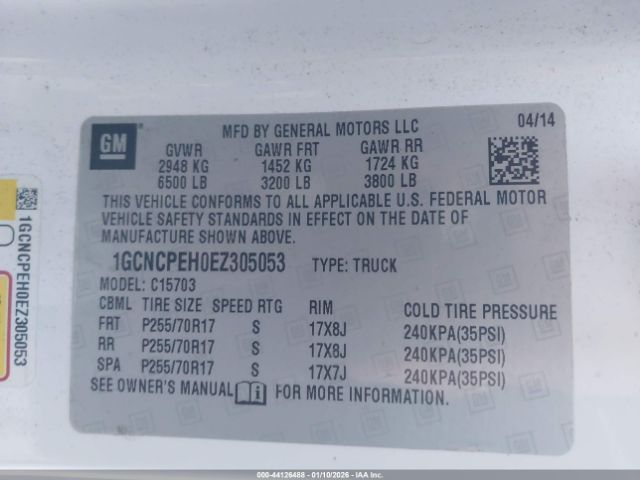 GM
MFD BY GENERAL MOTORS LLC
04/14
GVWR GAWR FRT GAWR RR
2948 KG 1452 KG 1724 KG
6500 LB 3200 LB 3800 LB
THIS VEHICLE CONFORMS TO ALL APPLICABLE U.S. FEDERAL MOTOR
VEHICLE SAFETY STANDARDS IN EFFECT ON THE DATE OF
MANUFACTURE SHOWN ABOVE.
1GCNCPEH0EZ305053 TYPE: TRUCK
MODEL: C15703
CBML TIRE SIZE SPEED RTG RIM COLD TIRE PRESSURE
FRT P255/70R17 S 17X8J 240KPA(35PSI)
RR P255/70R17 S 17X8J 240KPA(35PSI)
SPA P255/70R17 S 17X7J 240KPA(35PSI)
SEE OWNER'S MANUAL FOR MORE INFORMATION.
1GCNCPEH0EZ305053
000-44126488 - 01/10/2026 - IAA Inc.